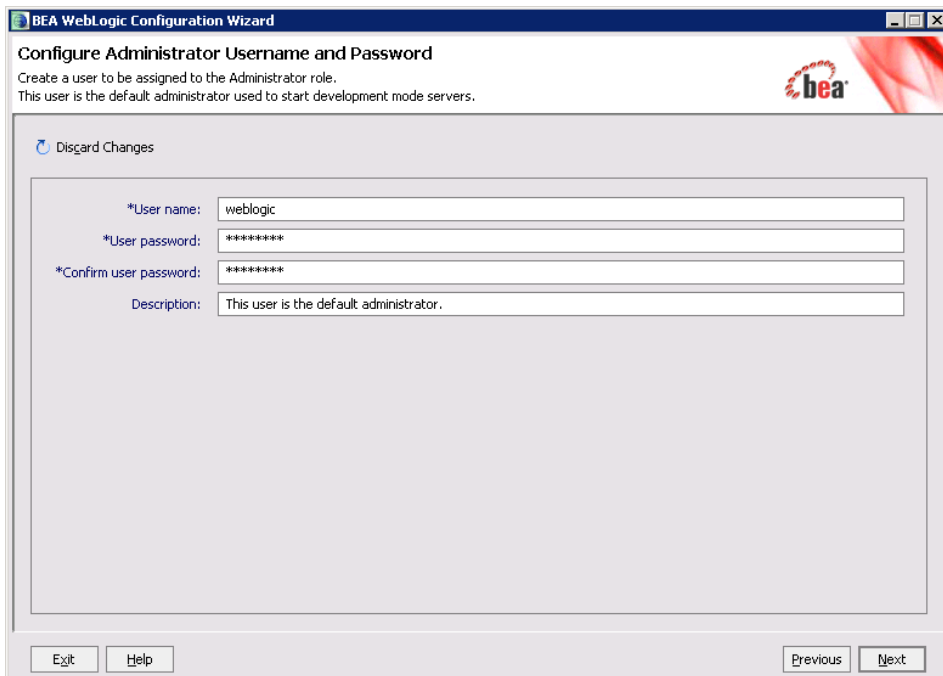 BEA WebLogic Configuration Wizard
Configure Administrator Username and Password
Create a user to be assigned to the Administrator role.
This user is the default administrator used to start development mode servers.
bea
Discard Changes
*User name: weblogic
*User password: ********
*Confirm user password: ********
Description: This user is the default administrator.
Exit Help Previous Next